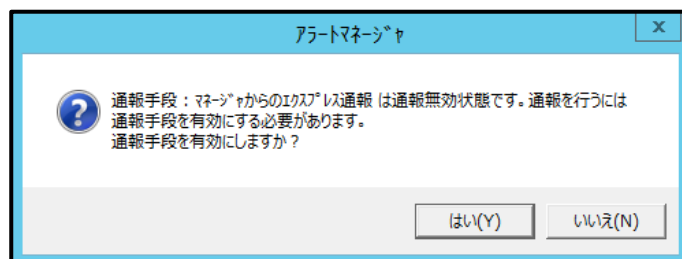 ｱﾗｰﾄﾏﾈｰｼﾞｬ
x
通報手段：ﾏﾈｰｼﾞｬからのｴｸｽﾌﾟﾚｽ通報 は通報無効状態です。通報を行うには
通報手段を有効にする必要があります。
通報手段を有効にしますか？
はい(Y)
いいえ(N)